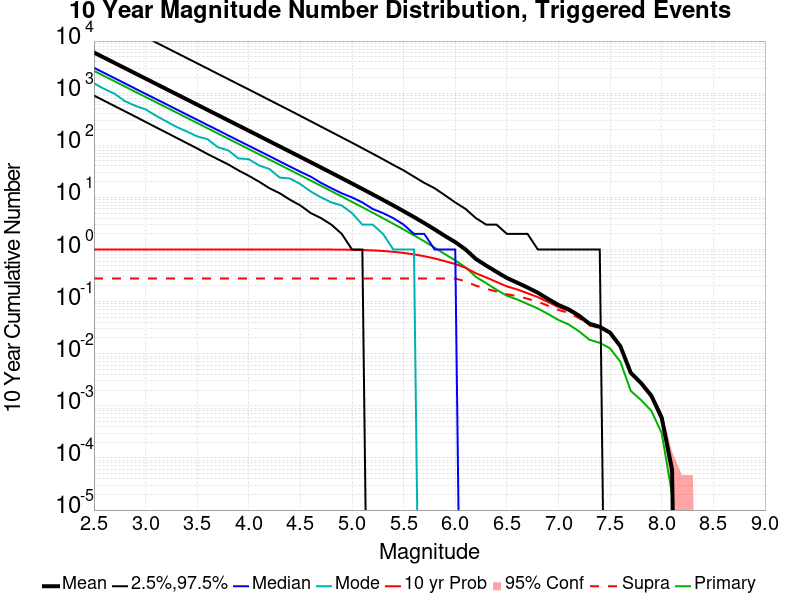 10 Year Magnitude Number Distribution, Triggered Events
10 Year Cumulative Number
10^4
10^3
10^2
10^1
10^0
10^-1
10^-2
10^-3
10^-4
10^-5
2.5 3.0 3.5 4.0 4.5 5.0 5.5 6.0 6.5 7.0 7.5 8.0 8.5 9.0
Magnitude
Mean 2.5%,97.5% Median Mode 10 yr Prob 95% Conf Supra Primary